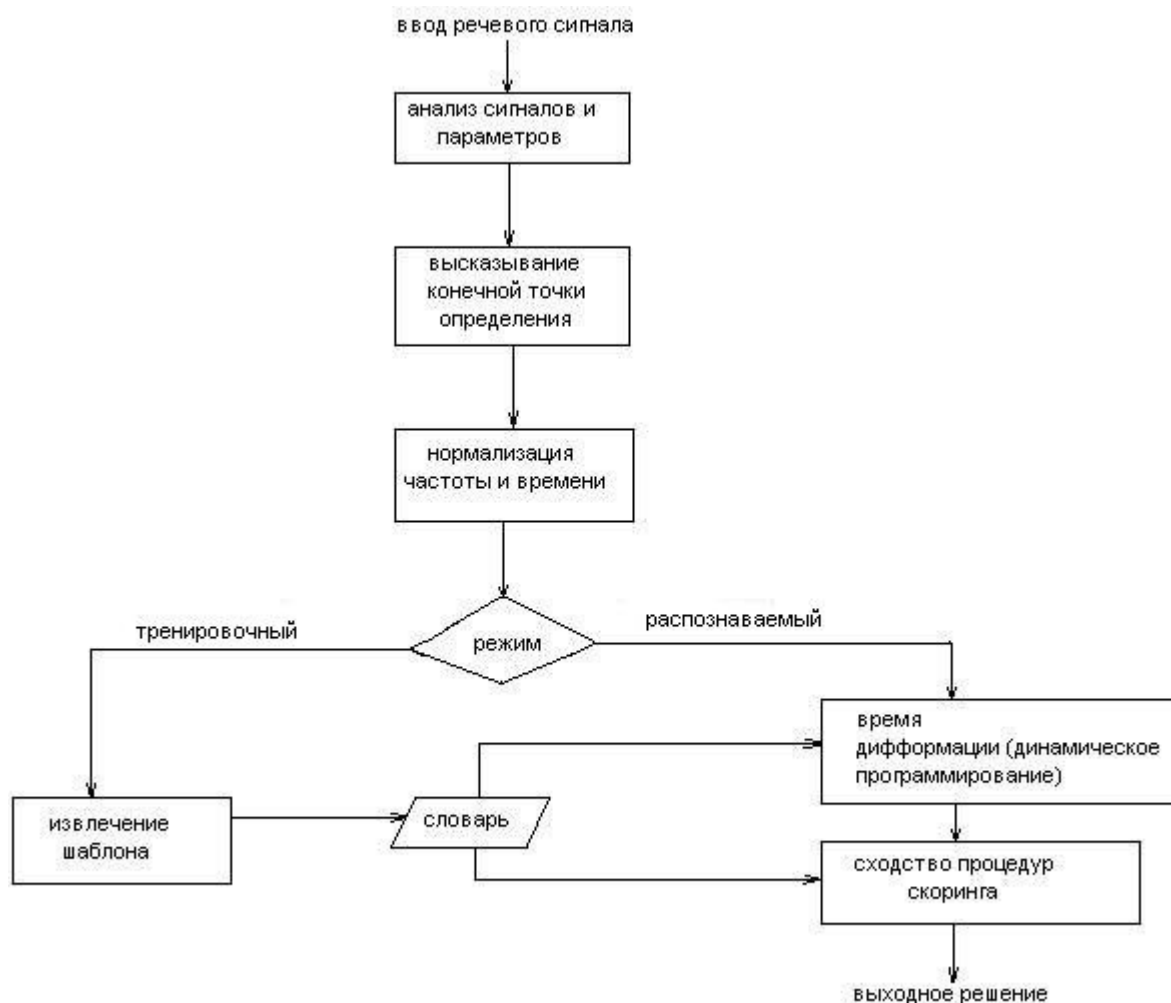 ввод речевого сигнала
анализ сигналов и
параметров
высказывание
конечной точки
определения
нормализация
частоты и времени
режим
тренировочный
распознаваемый
время
дифформации (динамическое
программирование)
извлечение
шаблона
словарь
сходство процедур
скоринга
выходное решение